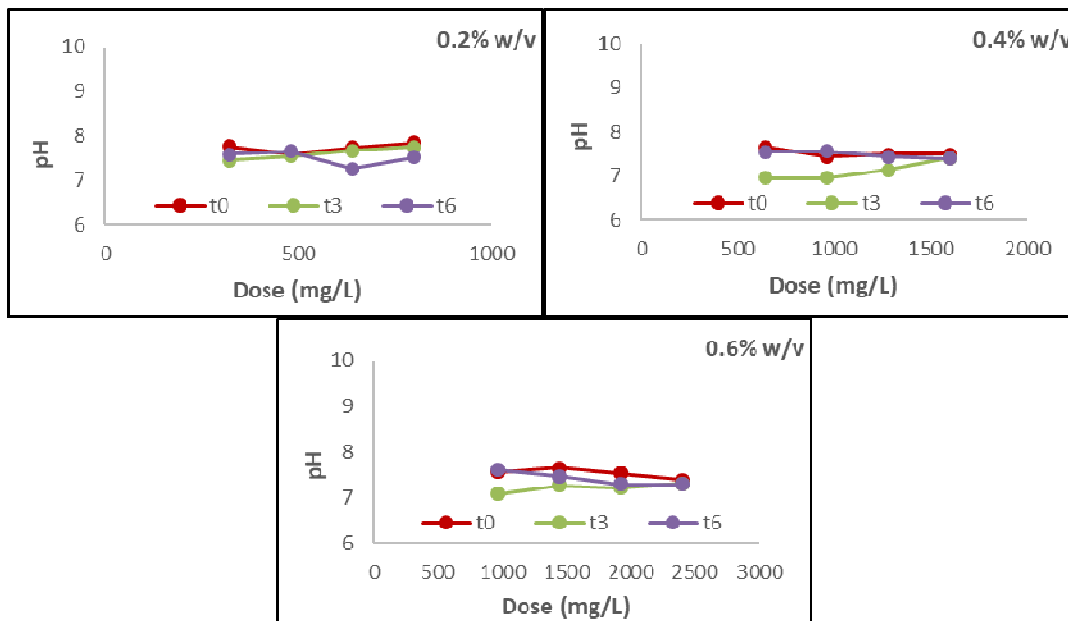 0.2% w/v
10
9
8
7
6
pH
t0 t3 t6
0 500 1000
Dose (mg/L)
0.4% w/v
10
9
8
7
6
pH
t0 t3 t6
0 500 1000 1500 2000
Dose (mg/L)
0.6% w/v
10
9
8
7
6
pH
t0 t3 t6
0 500 1000 1500 2000 2500 3000
Dose (mg/L)